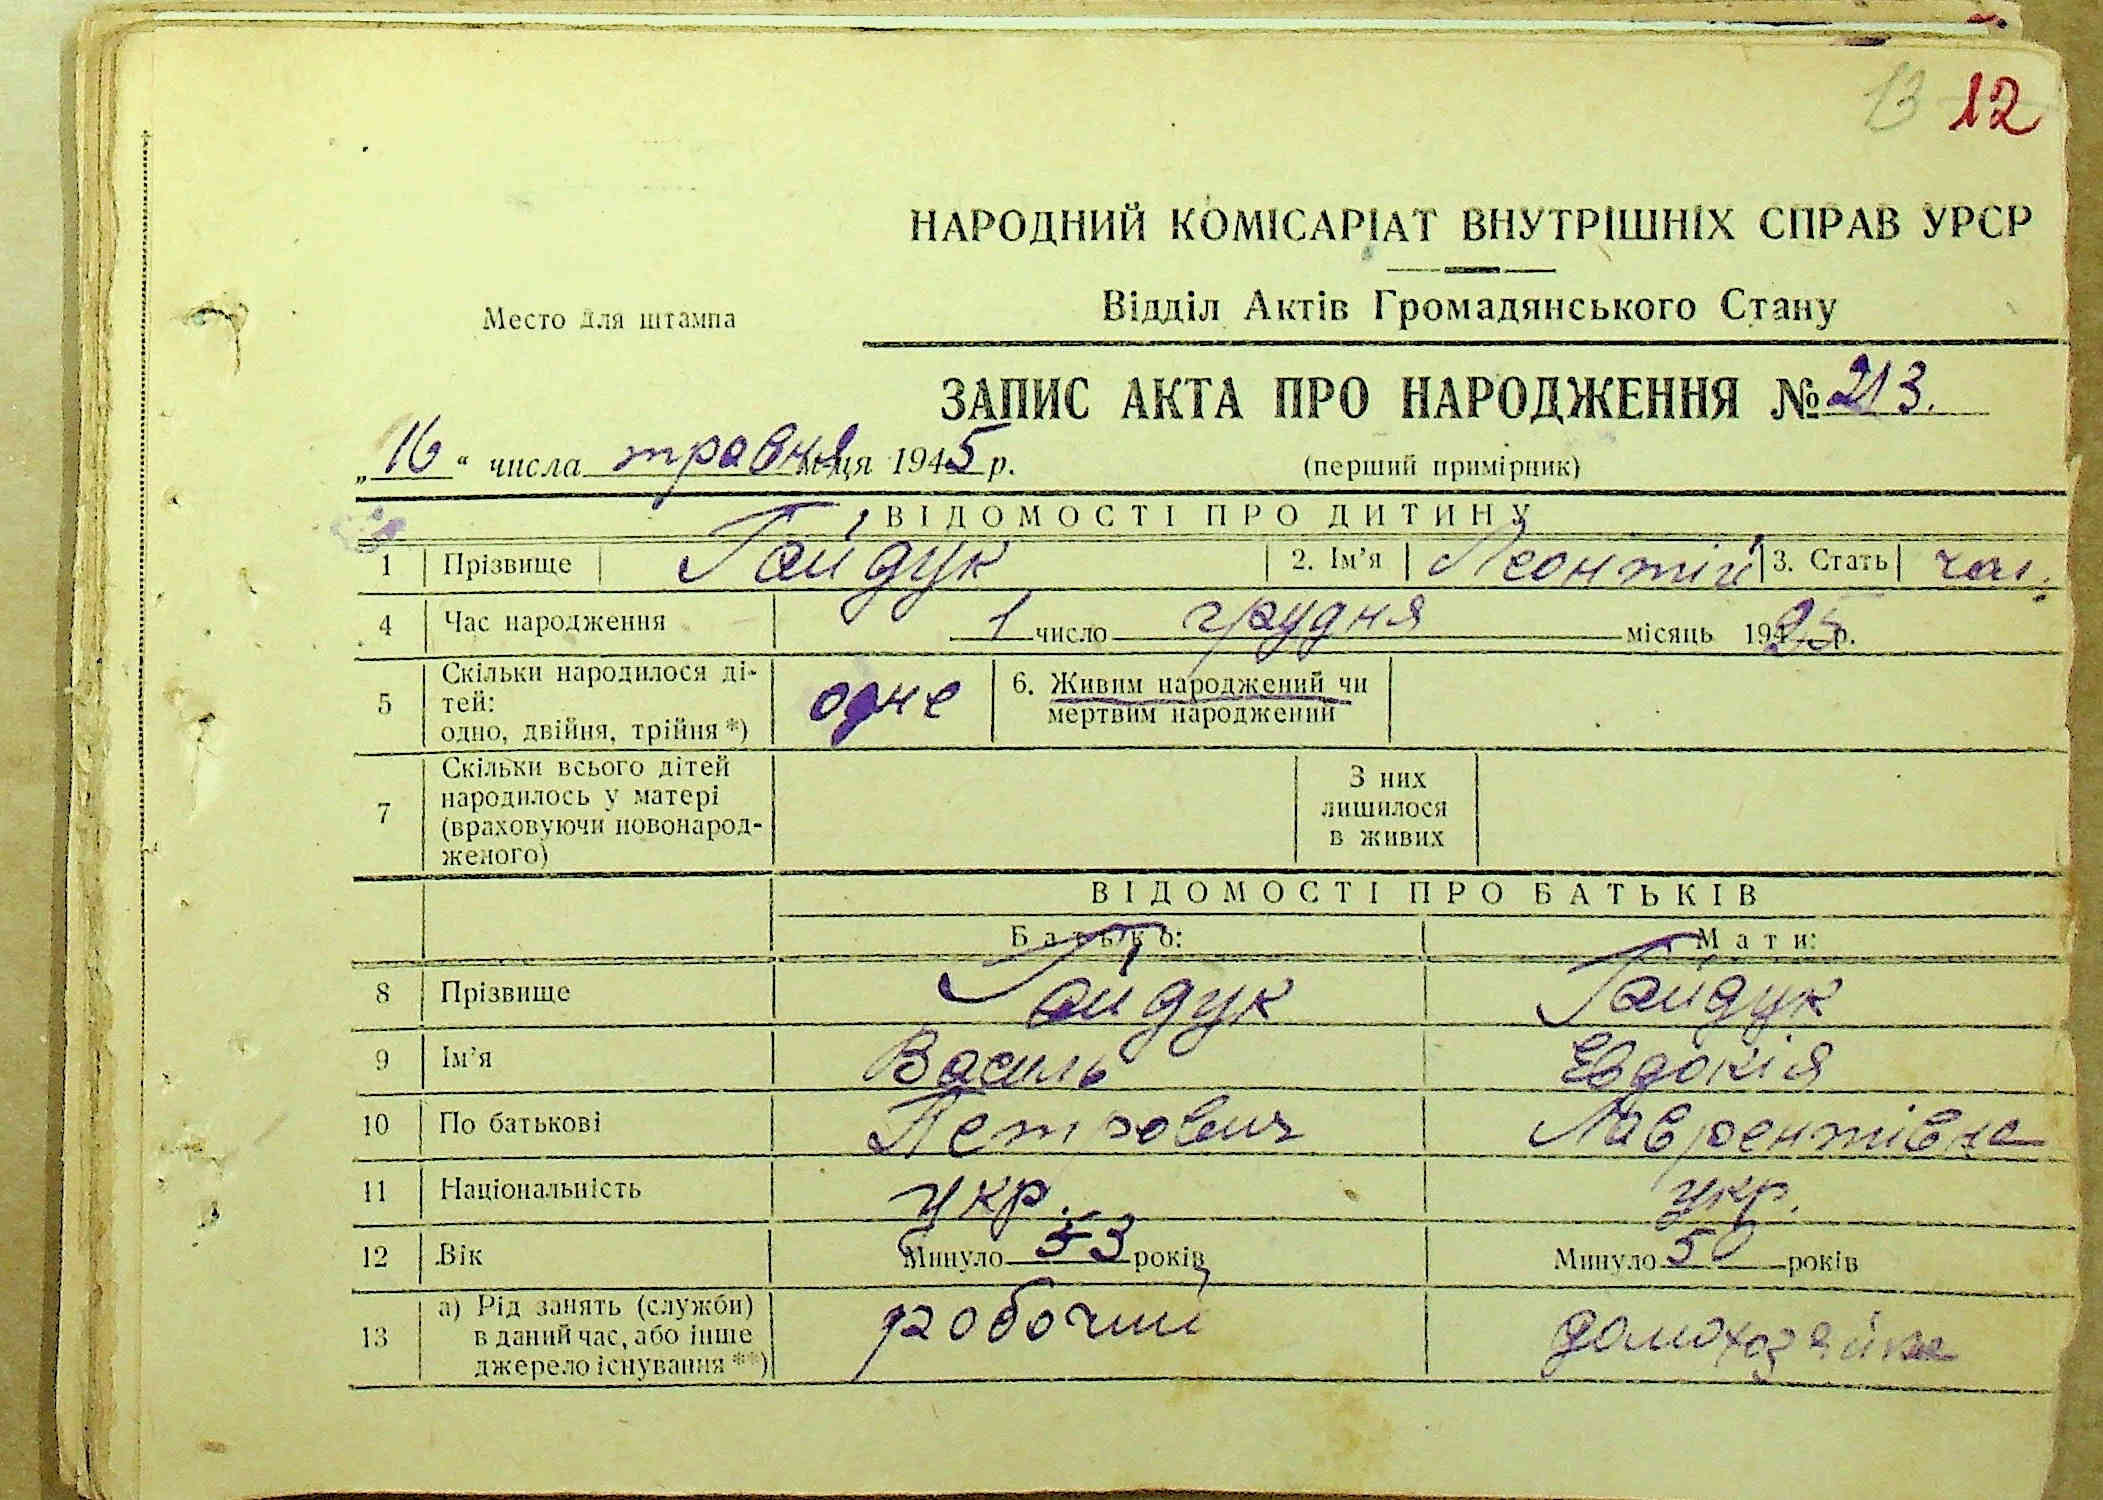 13 12
НАРОДНИЙ КОМІСАРІАТ ВНУТРІШНІХ СПРАВ УРСР
Место для штампа
Відділ Актів Громадянського Стану
ЗАПИС АКТА ПРО НАРОДЖЕННЯ № 213.
„16“ числа травня м-ця 1945 р.
(перший примірник)
ВІДОМОСТІ ПРО ДИТИНУ
1 Прізвище Гайдук 2. Ім'я Леонтій 3. Стать чол.
4 Час народження 1 число грудня місяць 1925 р.
5 Скільки народилося ді-
тей:
одно, двійня, трійня *) одне
6. Живим народжений чи
мертвим народжений
7 Скільки всього дітей
народилось у матері
(враховуючи новонарод-
женого)
З них
лишилося
в живих
ВІДОМОСТІ ПРО БАТЬКІВ
Батько: Мати:
8 Прізвище Гайдук Гайдук
9 Ім'я Василь Евдокія
10 По батькові Петрович Лаврентівна
11 Національність укр. укр.
12 Вік Минуло 53 років Минуло 50 років
13 а) Рід занять (служби)
в даний час, або інше
джерело існування **) робочий домохозяйка